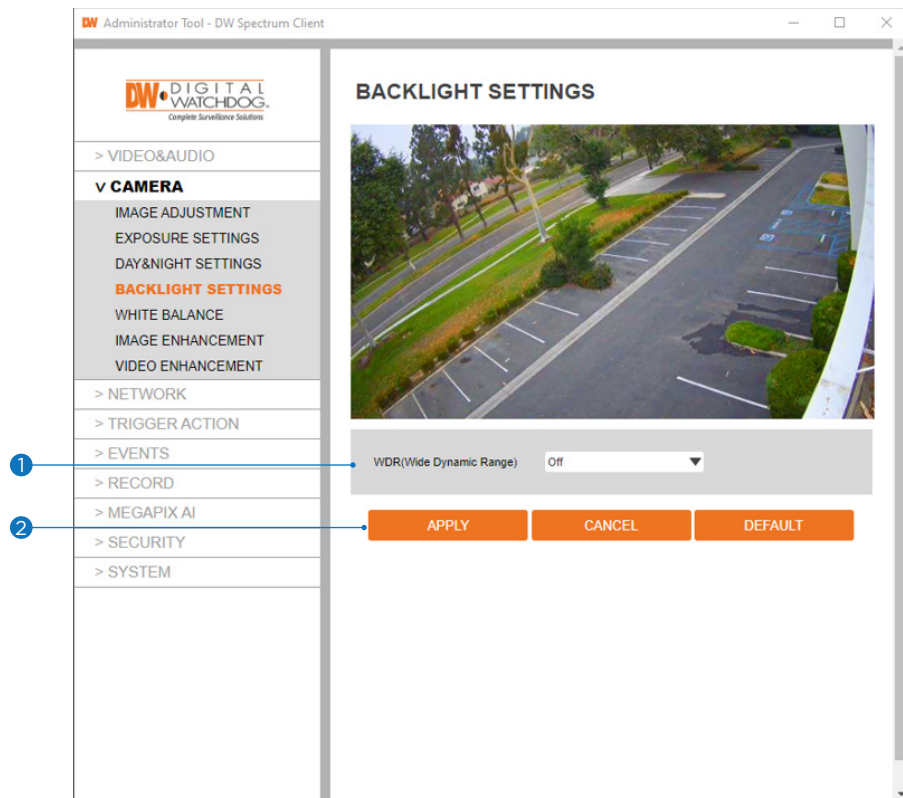 DW Administrator Tool - DW Spectrum Client
DW DIGITAL
WATCHDOG.
Complete Surveillance Solutions
BACKLIGHT SETTINGS
> VIDEO&AUDIO
v CAMERA
IMAGE ADJUSTMENT
EXPOSURE SETTINGS
DAY&NIGHT SETTINGS
BACKLIGHT SETTINGS
WHITE BALANCE
IMAGE ENHANCEMENT
VIDEO ENHANCEMENT
> NETWORK
> TRIGGER ACTION
> EVENTS
> RECORD
> MEGAPIX AI
> SECURITY
> SYSTEM
1
WDR(Wide Dynamic Range) Off
2
APPLY CANCEL DEFAULT